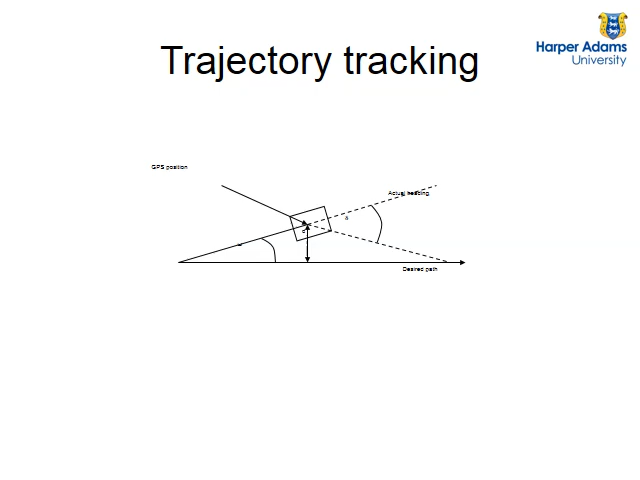 Trajectory tracking
Harper Adams
University
GPS position
Actual heading
Desired path